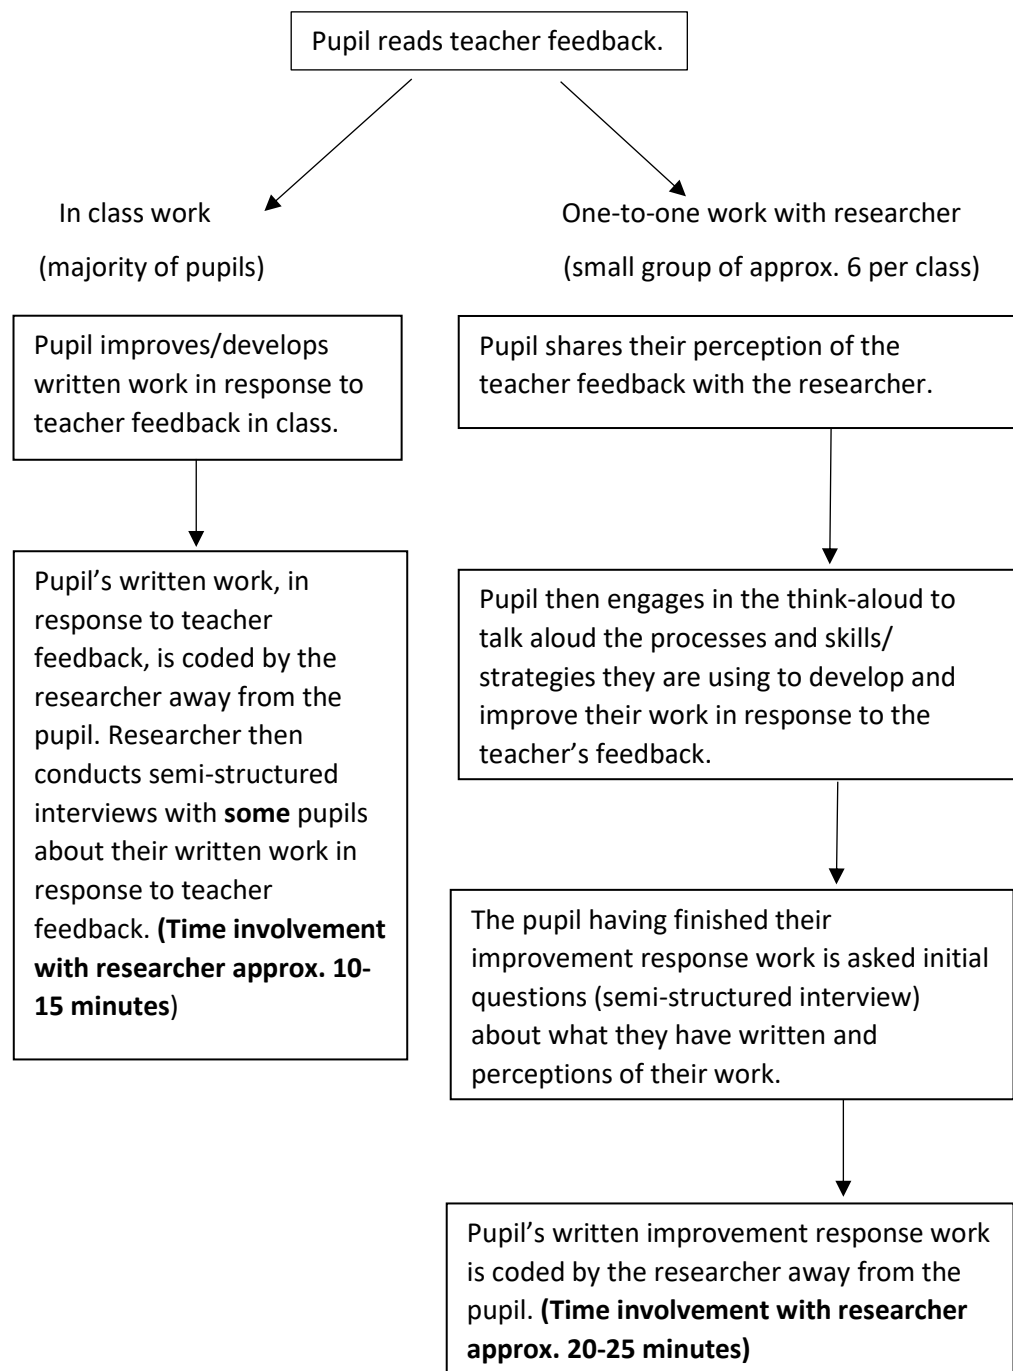 Pupil reads teacher feedback.
In class work
(majority of pupils)
Pupil improves/develops
written work in response to
teacher feedback in class.
Pupil’s written work, in
response to teacher
feedback, is coded by the
researcher away from the
pupil. Researcher then
conducts semi-structured
interviews with some pupils
about their written work in
response to teacher
feedback. (Time involvement
with researcher approx. 10-
15 minutes)
One-to-one work with researcher
(small group of approx. 6 per class)
Pupil shares their perception of the
teacher feedback with the researcher.
Pupil then engages in the think-aloud to
talk aloud the processes and skills/
strategies they are using to develop and
improve their work in response to the
teacher’s feedback.
The pupil having finished their
improvement response work is asked initial
questions (semi-structured interview)
about what they have written and
perceptions of their work.
Pupil’s written improvement response work
is coded by the researcher away from the
pupil. (Time involvement with researcher
approx. 20-25 minutes)